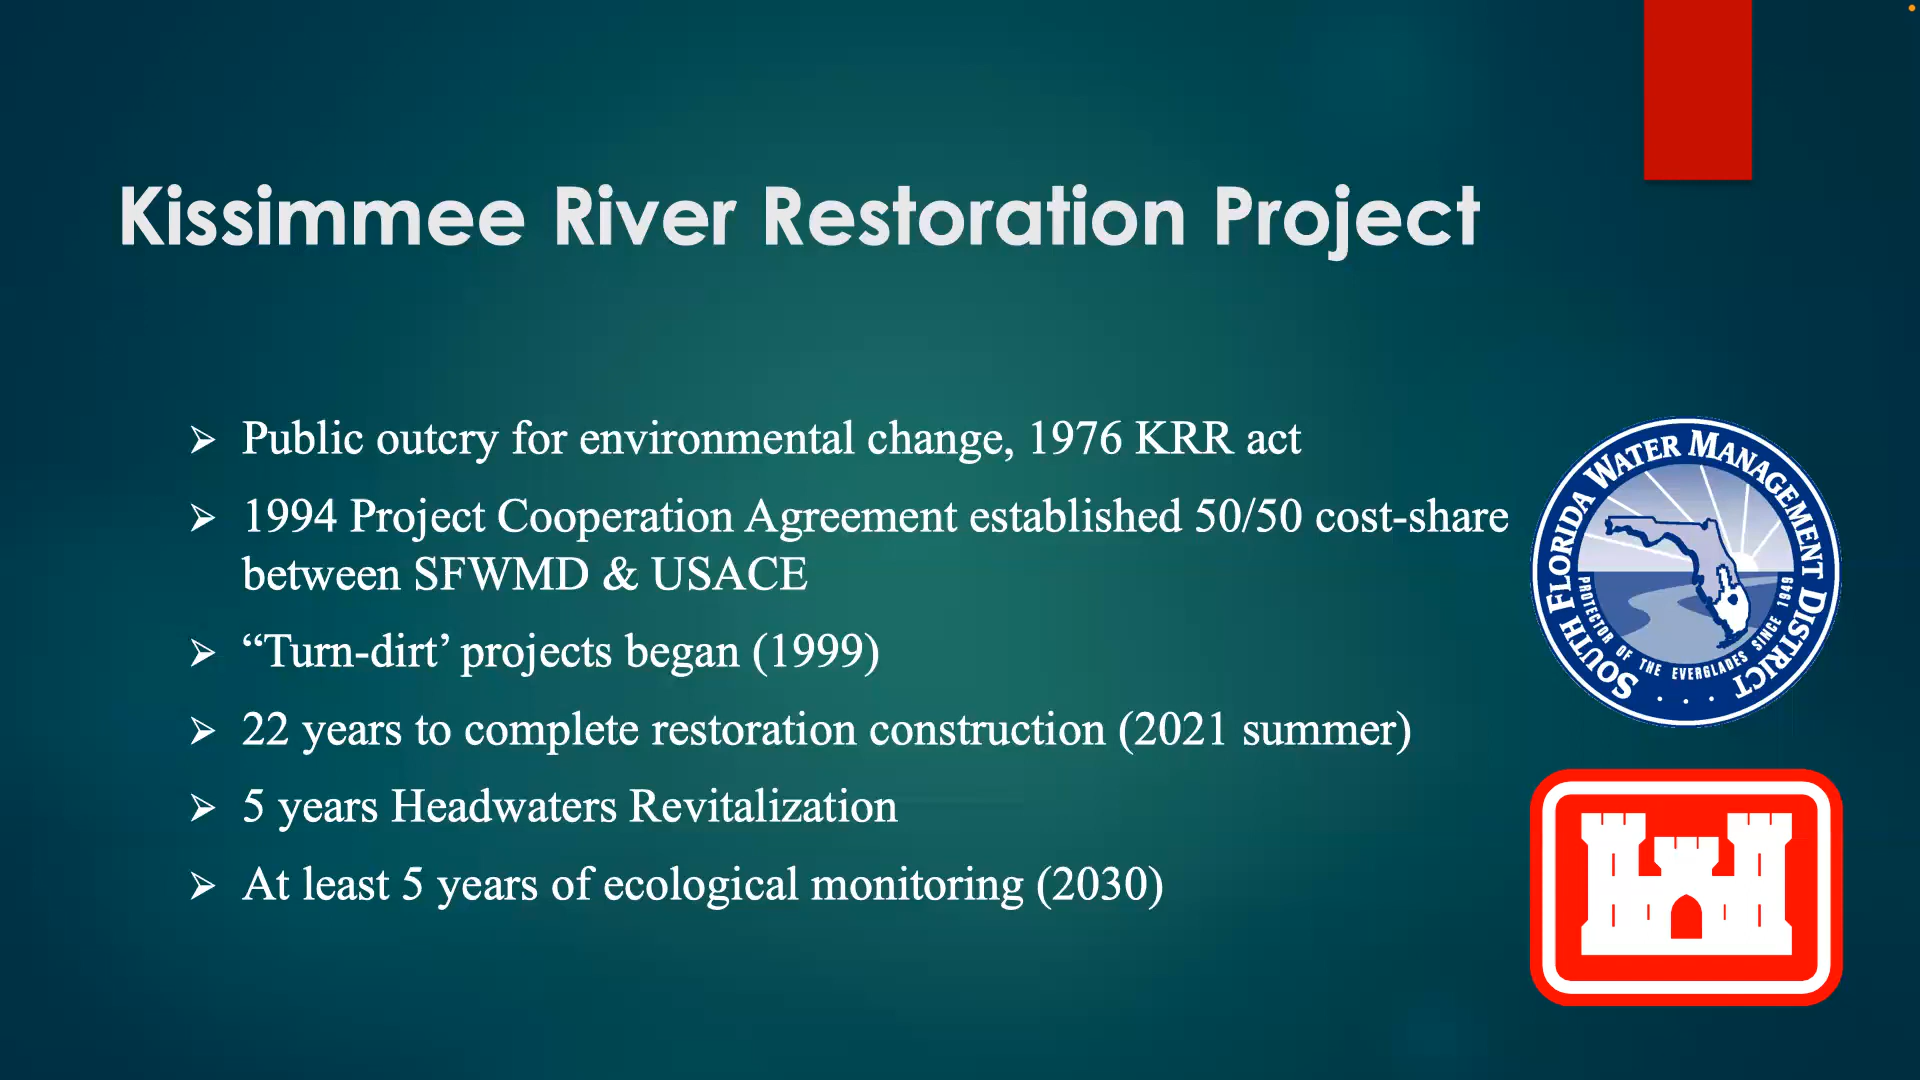 Kissimmee River Restoration Project
➢ Public outcry for environmental change, 1976 KRR act
➢ 1994 Project Cooperation Agreement established 50/50 cost-share
between SFWMD & USACE
➢ “Turn-dirt’ projects began (1999)
➢ 22 years to complete restoration construction (2021 summer)
➢ 5 years Headwaters Revitalization
➢ At least 5 years of ecological monitoring (2030)
SOUTH FLORIDA WATER MANAGEMENT DISTRICT
PROTECTOR OF THE EVERGLADES SINCE 1949